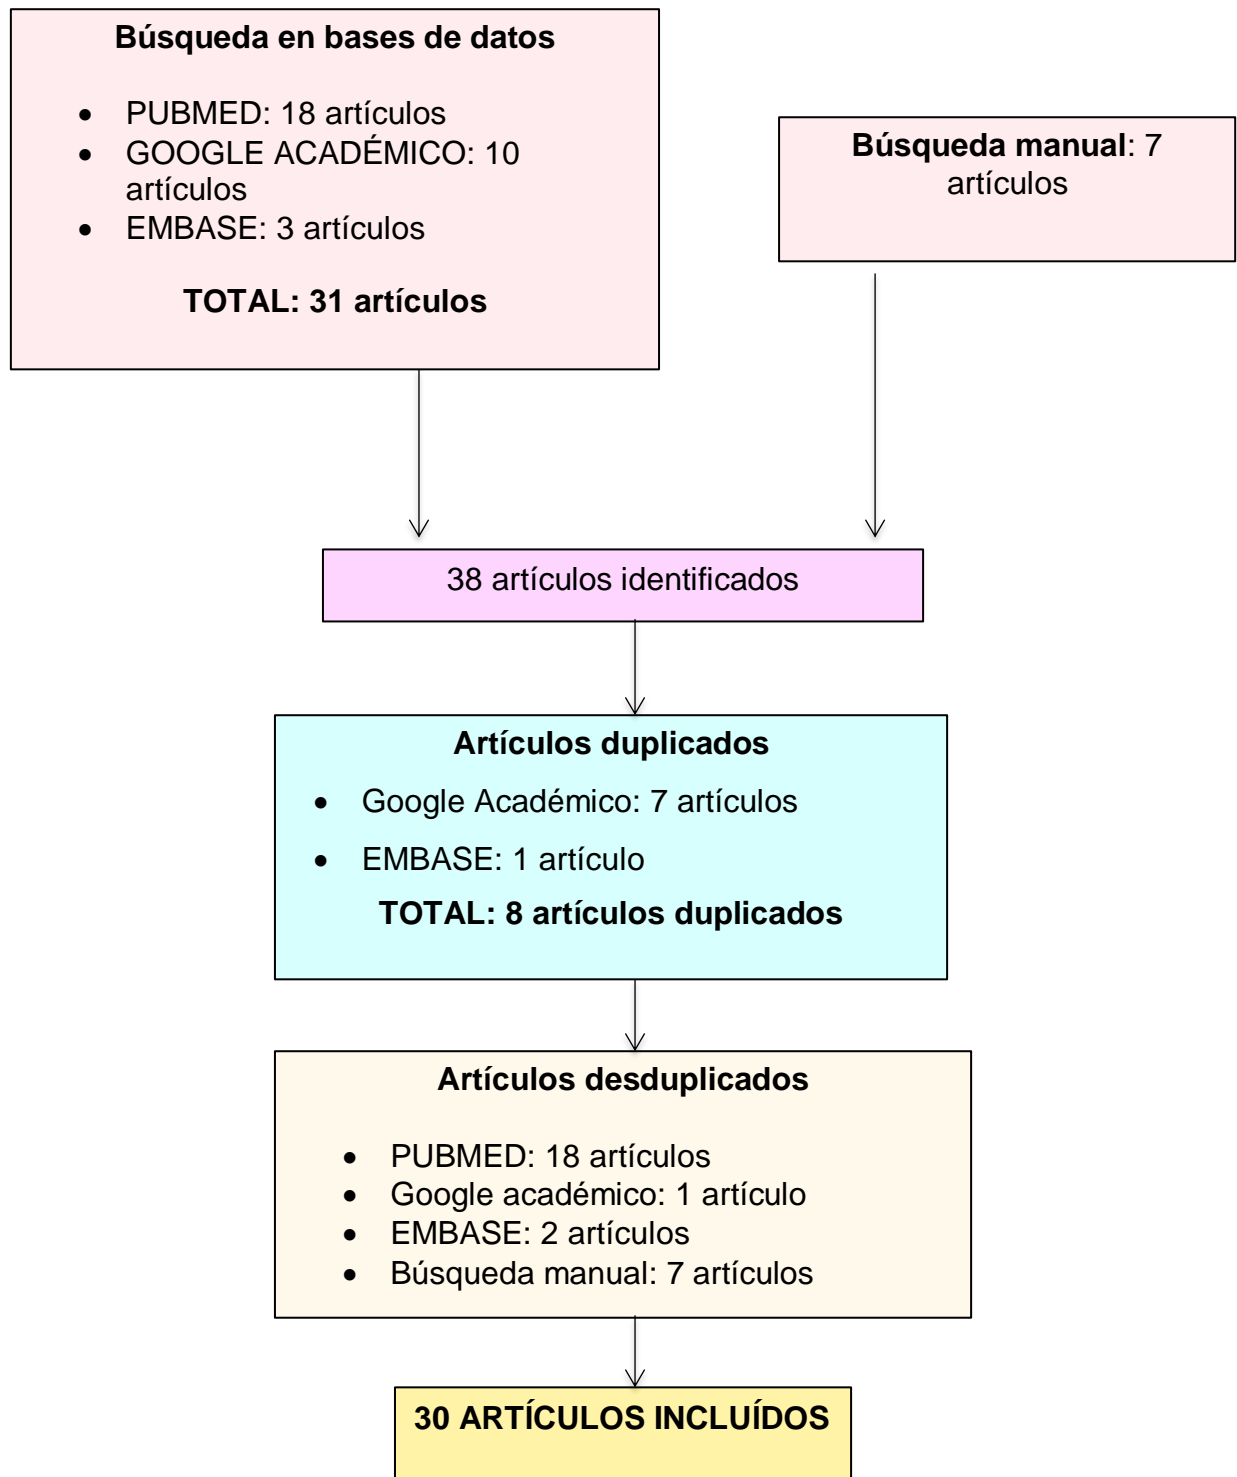 Búsqueda en bases de datos
• PUBMED: 18 artículos
• GOOGLE ACADÉMICO: 10
artículos
• EMBASE: 3 artículos
TOTAL: 31 artículos
Búsqueda manual: 7
artículos
38 artículos identificados
Artículos duplicados
• Google Académico: 7 artículos
• EMBASE: 1 artículo
TOTAL: 8 artículos duplicados
Artículos desduplicados
• PUBMED: 18 artículos
• Google académico: 1 artículo
• EMBASE: 2 artículos
• Búsqueda manual: 7 artículos
30 ARTÍCULOS INCLUÍDOS